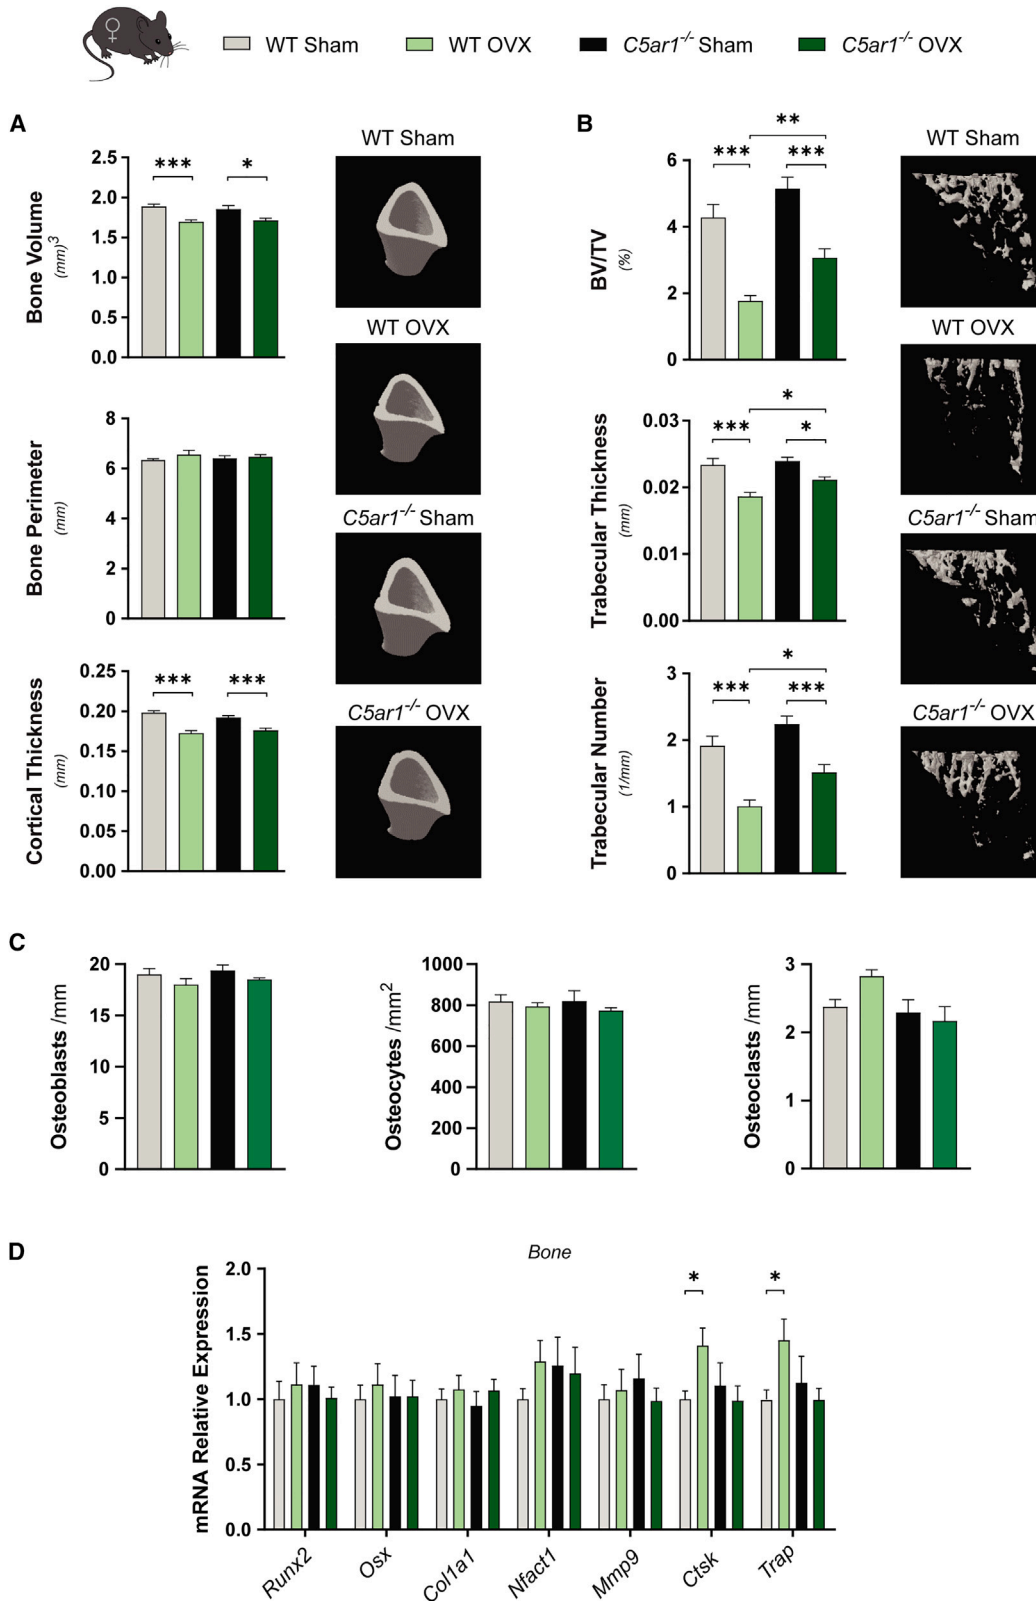 ♀
WT Sham WT OVX C5ar1-/- Sham C5ar1-/- OVX
A
Bone Volume
(mm)3
2.5
2.0
1.5
1.0
0.5
0.0
*** *
Bone Perimeter
(mm)
8
6
4
2
0
Cortical Thickness
(mm)
0.25
0.20
0.15
0.10
0.05
0.00
*** ***
WT Sham
WT OVX
C5ar1-/- Sham
C5ar1-/- OVX
B
BV/TV
(%)
6
4
2
0
**
*** ***
Trabecular Thickness
(mm)
0.03
0.02
0.01
0.00
*
*** *
Trabecular Number
(1/mm)
3
2
1
0
*
*** ***
WT Sham
WT OVX
C5ar1-/- Sham
C5ar1-/- OVX
C
Osteoblasts /mm
20
15
10
5
0
Osteocytes /mm2
1000
800
600
400
200
0
Osteoclasts /mm
3
2
1
0
D
Bone
mRNA Relative Expression
2.0
1.5
1.0
0.5
0.0
* *
Runx2 Osx Col1a1 Nfact1 Mmp9 Ctsk Trap